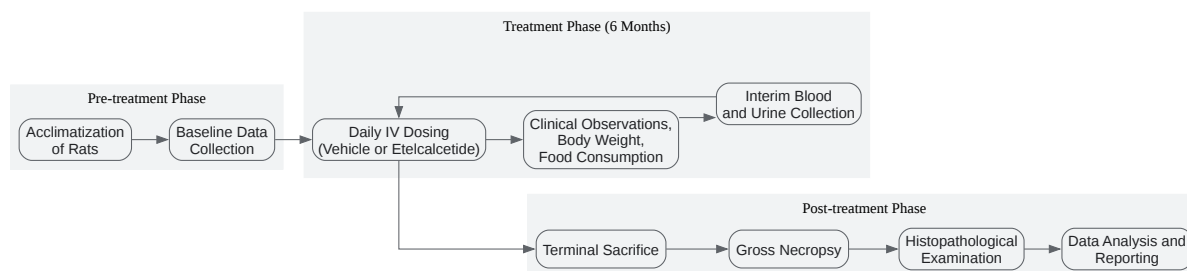 Pre-treatment Phase
Acclimatization
of Rats
Baseline Data
Collection
Treatment Phase (6 Months)
Daily IV Dosing
(Vehicle or Etelcalcetide)
Clinical Observations,
Body Weight,
Food Consumption
Interim Blood
and Urine Collection
Post-treatment Phase
Terminal Sacrifice
Gross Necropsy
Histopathological
Examination
Data Analysis and
Reporting